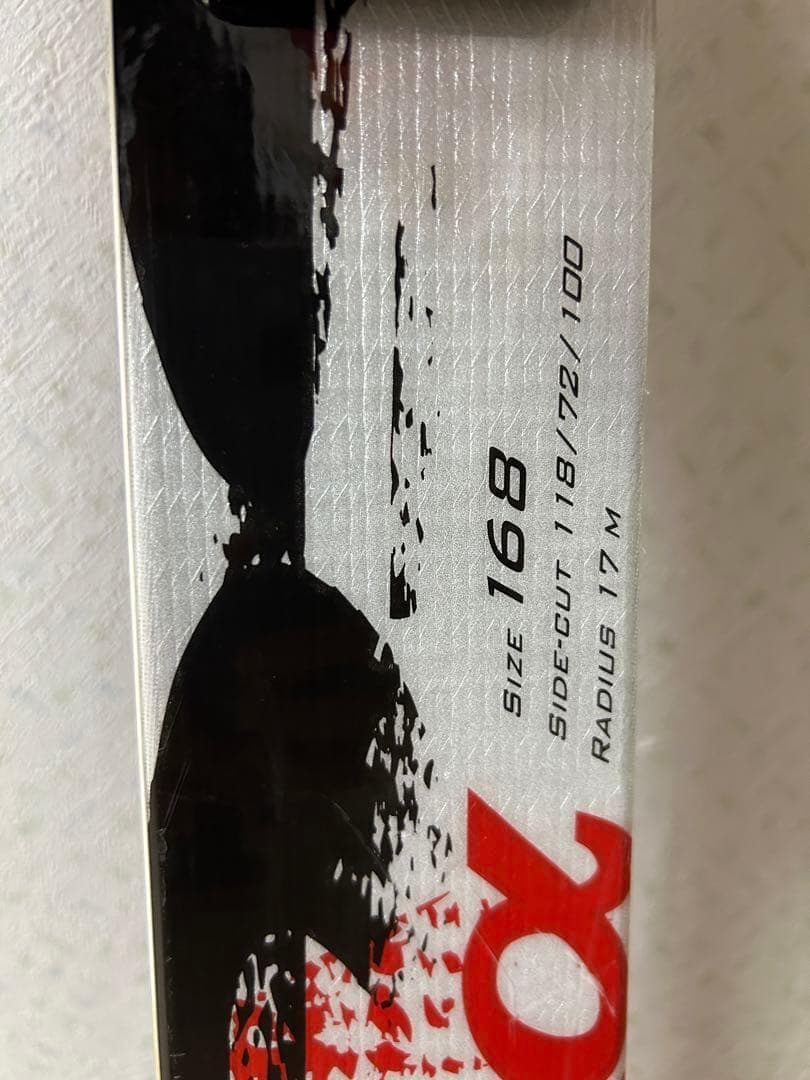 SIZE 168
SIDE-CUT 118/72/100
RADIUS 17 M
α